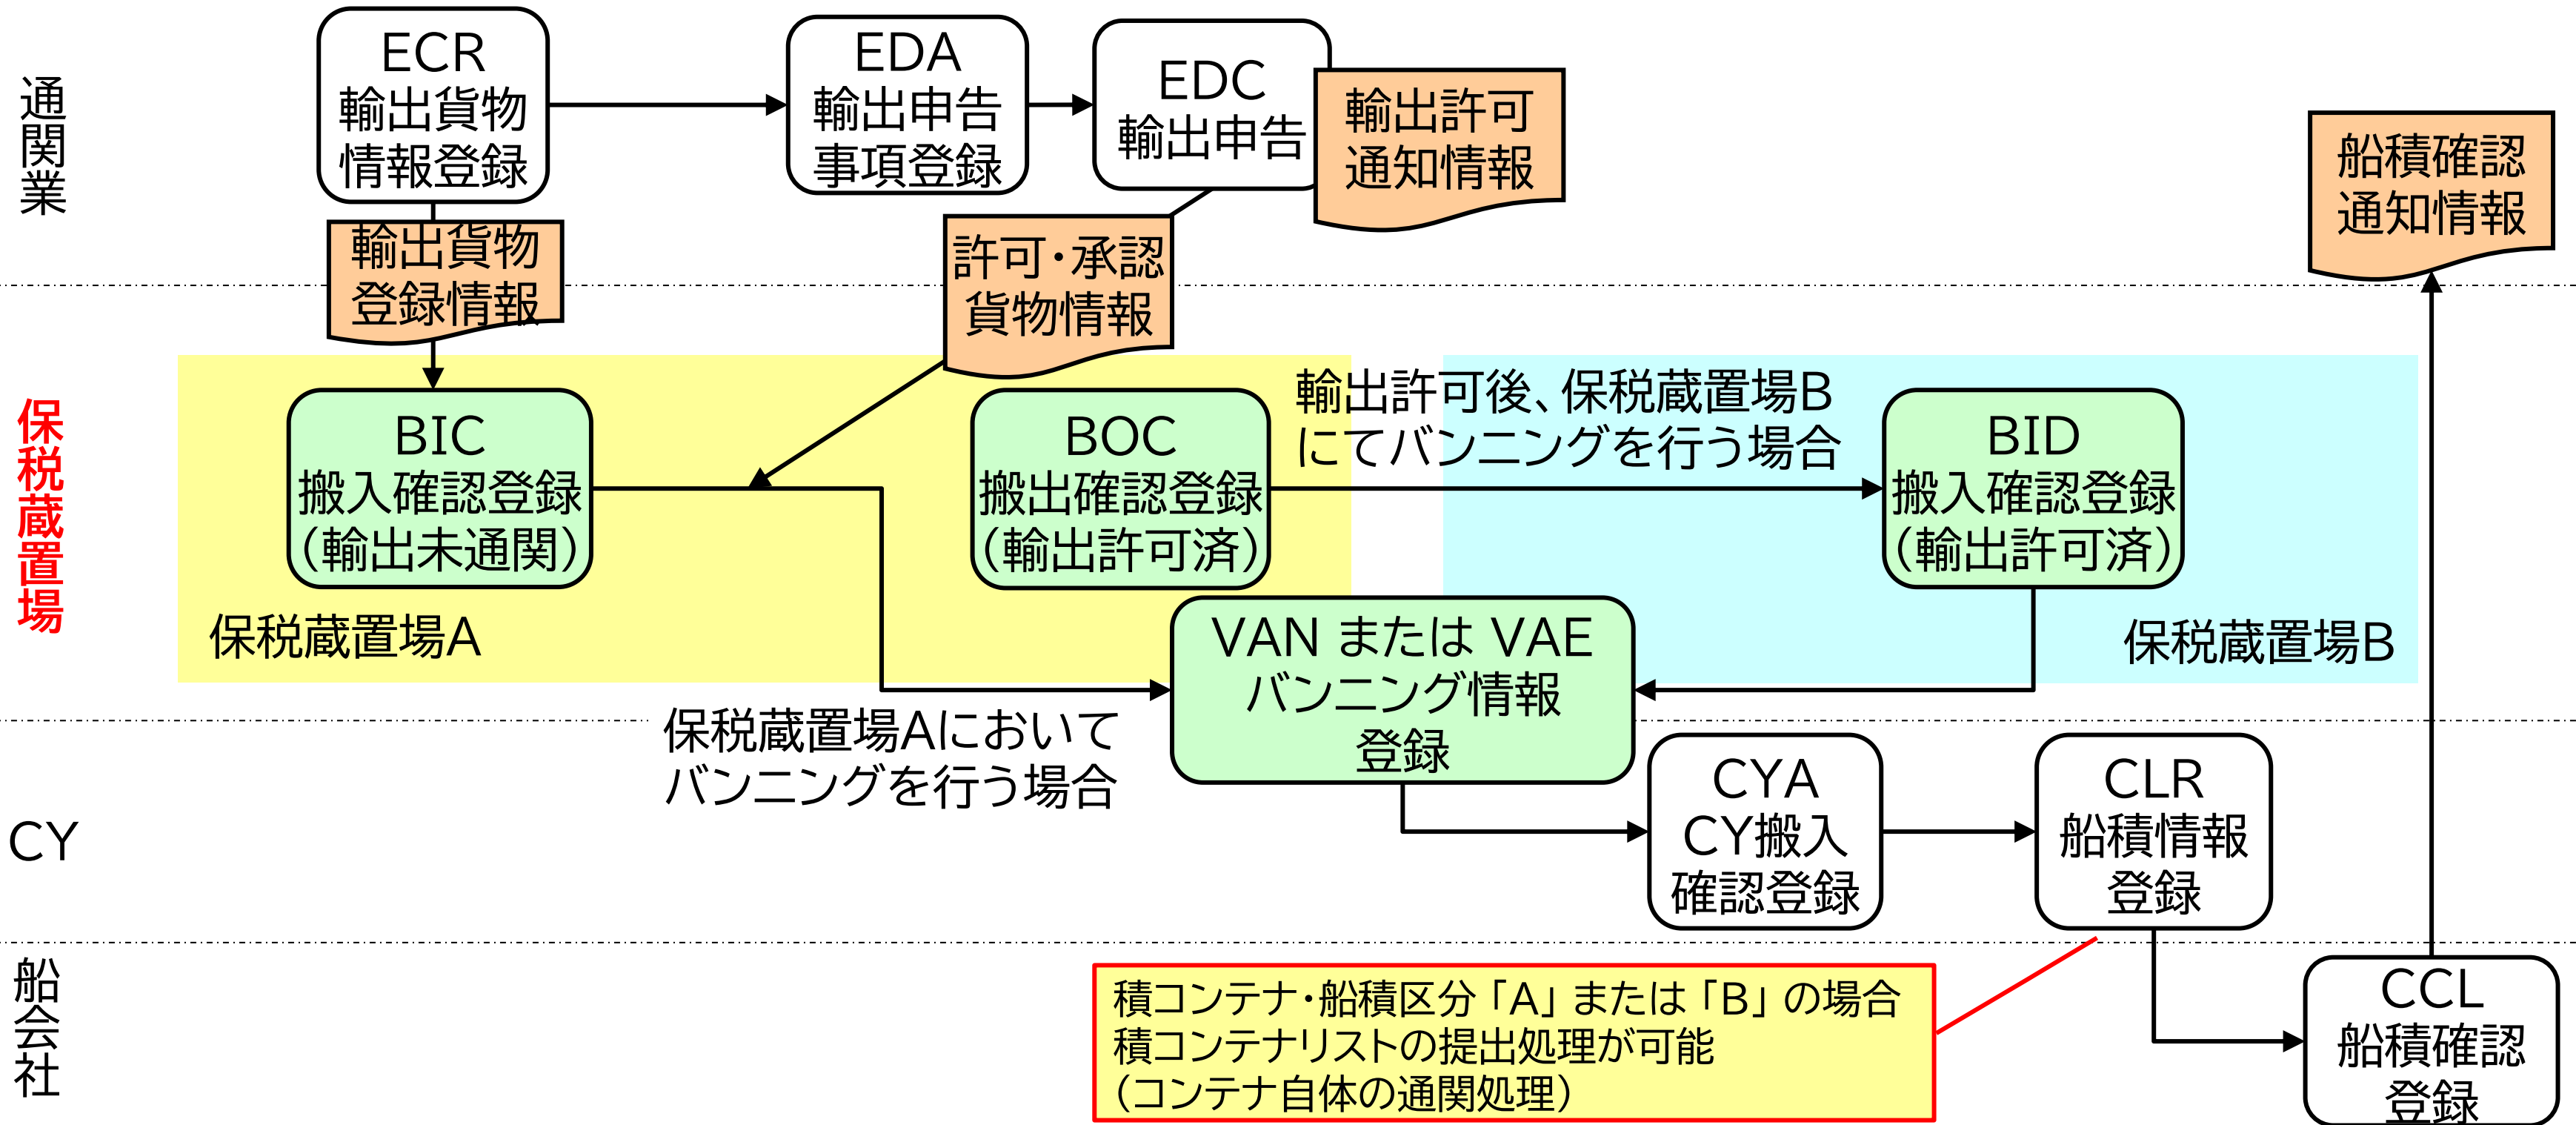 通関業
ECR
輸出貨物
情報登録
EDA
輸出申告
事項登録
EDC
輸出申告
輸出許可
通知情報
船積確認
通知情報
輸出貨物
登録情報
許可・承認
貨物情報
保税蔵置場
BIC
搬入確認登録
（輸出未通関）
BOC
搬出確認登録
（輸出許可済）
輸出許可後、保税蔵置場B
にてバンニングを行う場合
BID
搬入確認登録
（輸出許可済）
保税蔵置場A
保税蔵置場B
VAN または VAE
バンニング情報
登録
保税蔵置場Aにおいて
バンニングを行う場合
CY
CYA
CY搬入
確認登録
CLR
船積情報
登録
船会社
積コンテナ・船積区分「A」または「B」の場合
積コンテナリストの提出処理が可能
（コンテナ自体の通関処理）
CCL
船積確認
登録